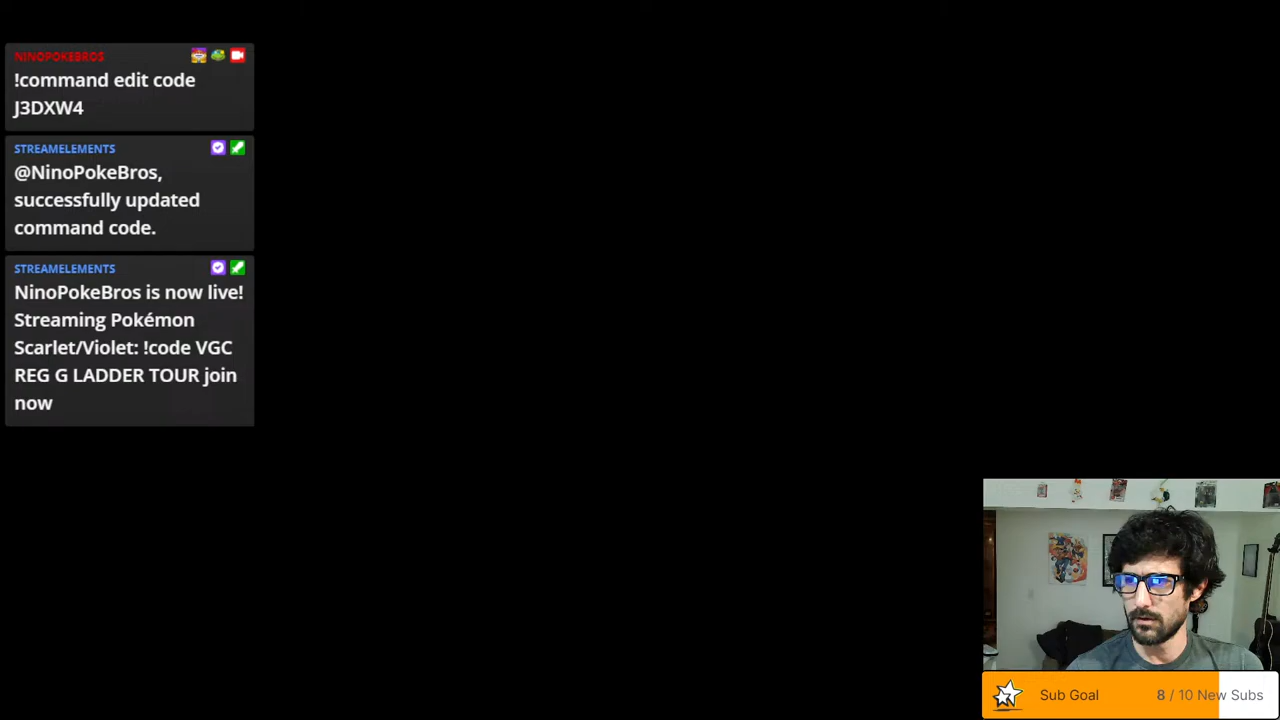 NINOPOKEBROS
!command edit code
J3DXW4
STREAMELEMENTS
@NinoPokeBros,
successfully updated
command code.
STREAMELEMENTS
NinoPokeBros is now live!
Streaming Pokémon
Scarlet/Violet: !code VGC
REG G LADDER TOUR join
now
Sub Goal 8 / 10 New Subs